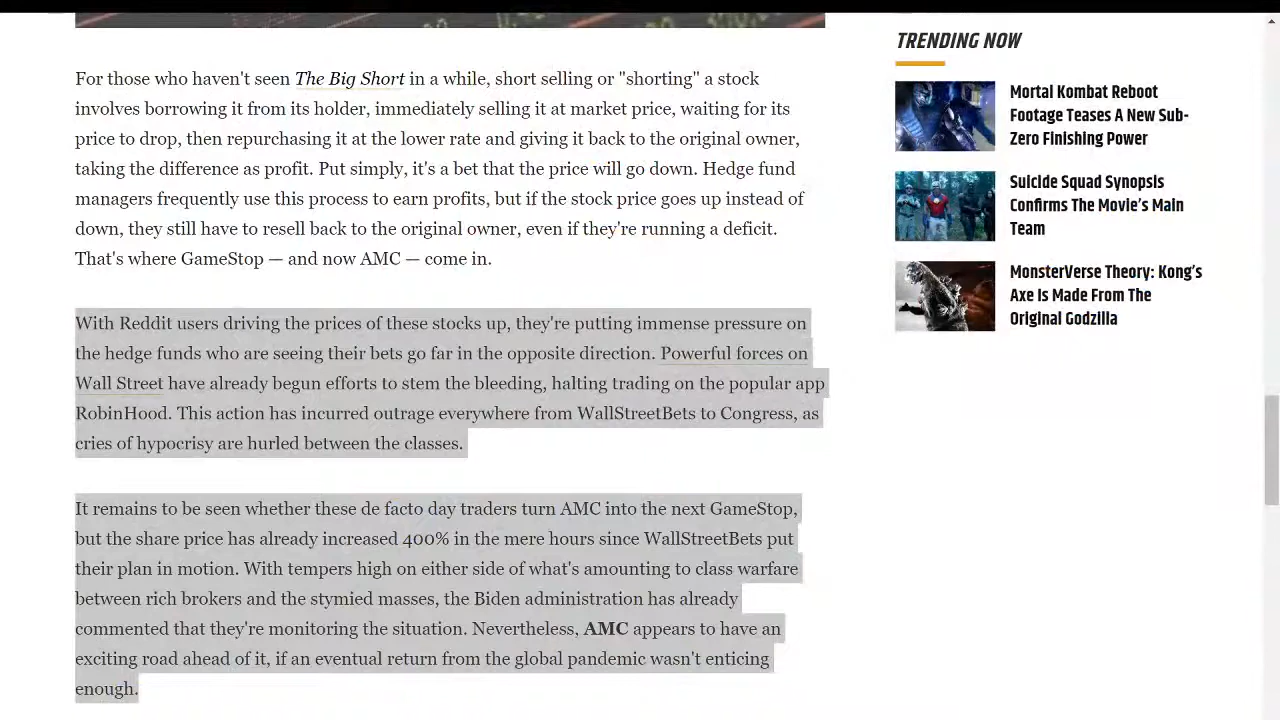 For those who haven't seen The Big Short in a while, short selling or "shorting" a stock
involves borrowing it from its holder, immediately selling it at market price, waiting for its
price to drop, then repurchasing it at the lower rate and giving it back to the original owner,
taking the difference as profit. Put simply, it's a bet that the price will go down. Hedge fund
managers frequently use this process to earn profits, but if the stock price goes up instead of
down, they still have to resell back to the original owner, even if they're running a deficit.
That's where GameStop — and now AMC — come in.
With Reddit users driving the prices of these stocks up, they're putting immense pressure on
the hedge funds who are seeing their bets go far in the opposite direction. Powerful forces on
Wall Street have already begun efforts to stem the bleeding, halting trading on the popular app
RobinHood. This action has incurred outrage everywhere from WallStreetBets to Congress, as
cries of hypocrisy are hurled between the classes.
It remains to be seen whether these de facto day traders turn AMC into the next GameStop,
but the share price has already increased 400% in the mere hours since WallStreetBets put
their plan in motion. With tempers high on either side of what's amounting to class warfare
between rich brokers and the stymied masses, the Biden administration has already
commented that they're monitoring the situation. Nevertheless, AMC appears to have an
exciting road ahead of it, if an eventual return from the global pandemic wasn't enticing
enough.
TRENDING NOW
Mortal Kombat Reboot
Footage Teases A New Sub-
Zero Finishing Power
Suicide Squad Synopsis
Confirms The Movie's Main
Team
MonsterVerse Theory: Kong's
Axe Is Made From The
Original Godzilla